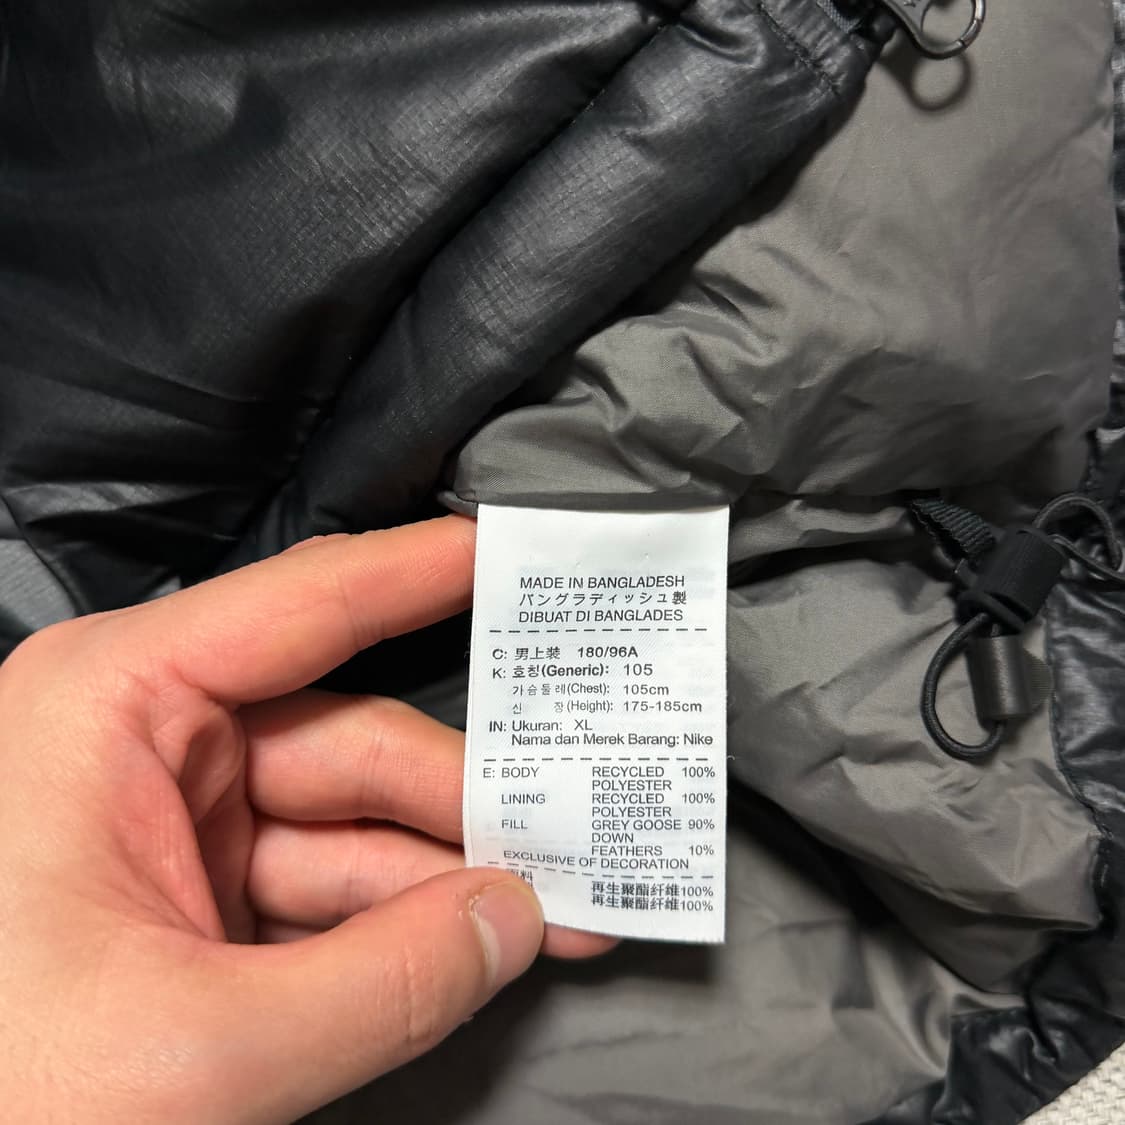 MADE IN BANGLADESH
バングラディッシュ製
DIBUAT DI BANGLADES
C: 男上裝 180/96A
K: 호칭(Generic): 105
가슴둘레(Chest): 105cm
신 장(Height): 175-185cm
IN: Ukuran: XL
Nama dan Merek Barang: Nike
E: BODY RECYCLED 100%
POLYESTER
LINING RECYCLED 100%
POLYESTER
FILL GREY GOOSE 90%
DOWN
FEATHERS 10%
EXCLUSIVE OF DECORATION
再生聚酯纤维100%
再生聚酯纤维100%